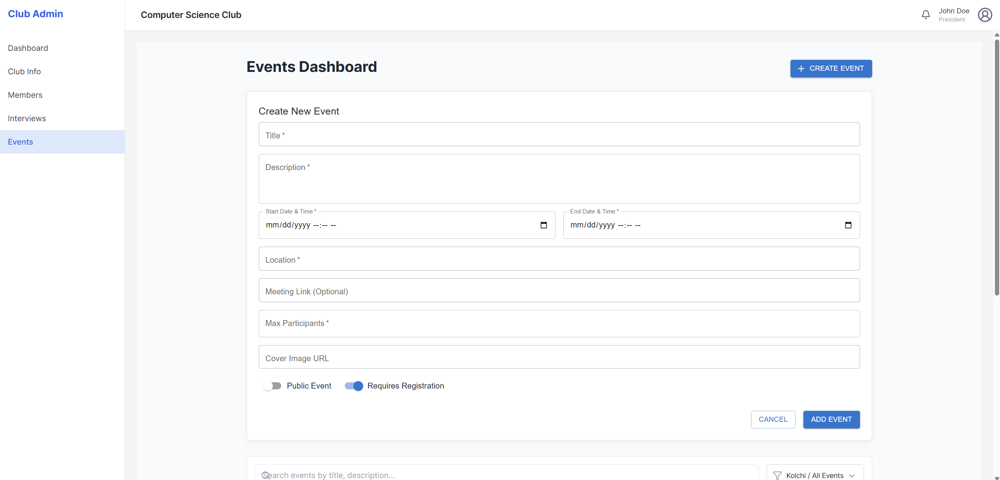 Club Admin
Computer Science Club
John Doe
President
Dashboard
Club Info
Members
Interviews
Events
Events Dashboard
CREATE EVENT
Create New Event
Title *
Description *
Start Date & Time *
mm/dd/yyyy --:-- --
End Date & Time *
mm/dd/yyyy --:-- --
Location *
Meeting Link (Optional)
Max Participants *
Cover Image URL
Public Event
Requires Registration
CANCEL
ADD EVENT
Search events by title, description...
Kolchi / All Events